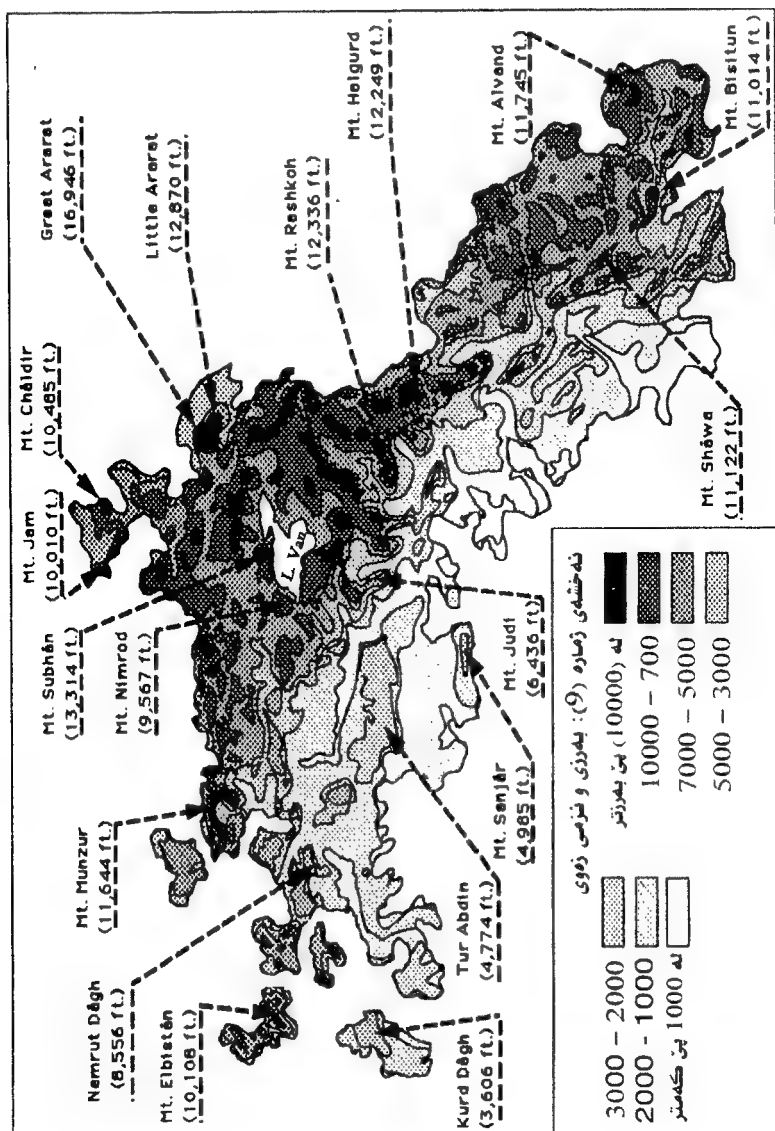 Mt. Jam
(10,010 ft.)
Mt. Châldir
(10,485 ft.)
Great Ararat
(16,946 ft.)
Little Ararat
(12,870 ft.)
Mt. Rashkoh
(12,336 ft.)
Mt. Halgurd
(12,249 ft.)
Mt. Alvand
(11,745 ft.)
Mt. Bisitun
(11,014 ft.)
Mt. Subhân
(13,314 ft.)
Mt. Nimrod
(9,567 ft.)
Mt. Munzur
(11,644 ft.)
Namrut Dâgh
(8,556 ft.)
Mt. Elbistân
(10,108 ft.)
L. Van
Kurd Dâgh
(3,606 ft.)
Tur Abdin
(4,774 ft.)
Mt. Sanjâr
(4,985 ft.)
Mt. Judi
(6,436 ft.)
Mt. Shâwa
(11,122 ft.)
نەخشەی ژمارە (9): بەرزی و نزمی زەوی
لە (10000) پێ بەرزتر
10000 – 700
7000 – 5000
5000 – 3000
3000 – 2000
2000 – 1000
لە 1000 پێ کەمتر